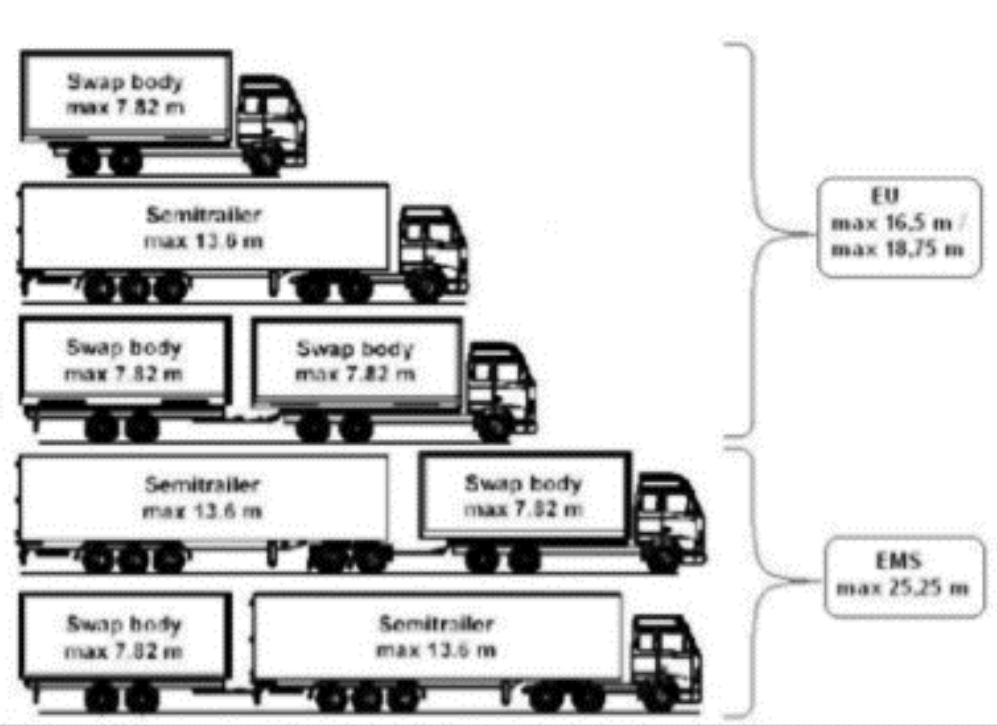 Swap body
max 7.82 m
Semitrailer
max 13.6 m
Swap body
max 7.82 m
Swap body
max 7.82 m
EU
max 16,5 m /
max 18,75 m
Semitrailer
max 13.6 m
Swap body
max 7.82 m
Swap body
max 7.82 m
Semitrailer
max 13.6 m
EMS
max 25,25 m